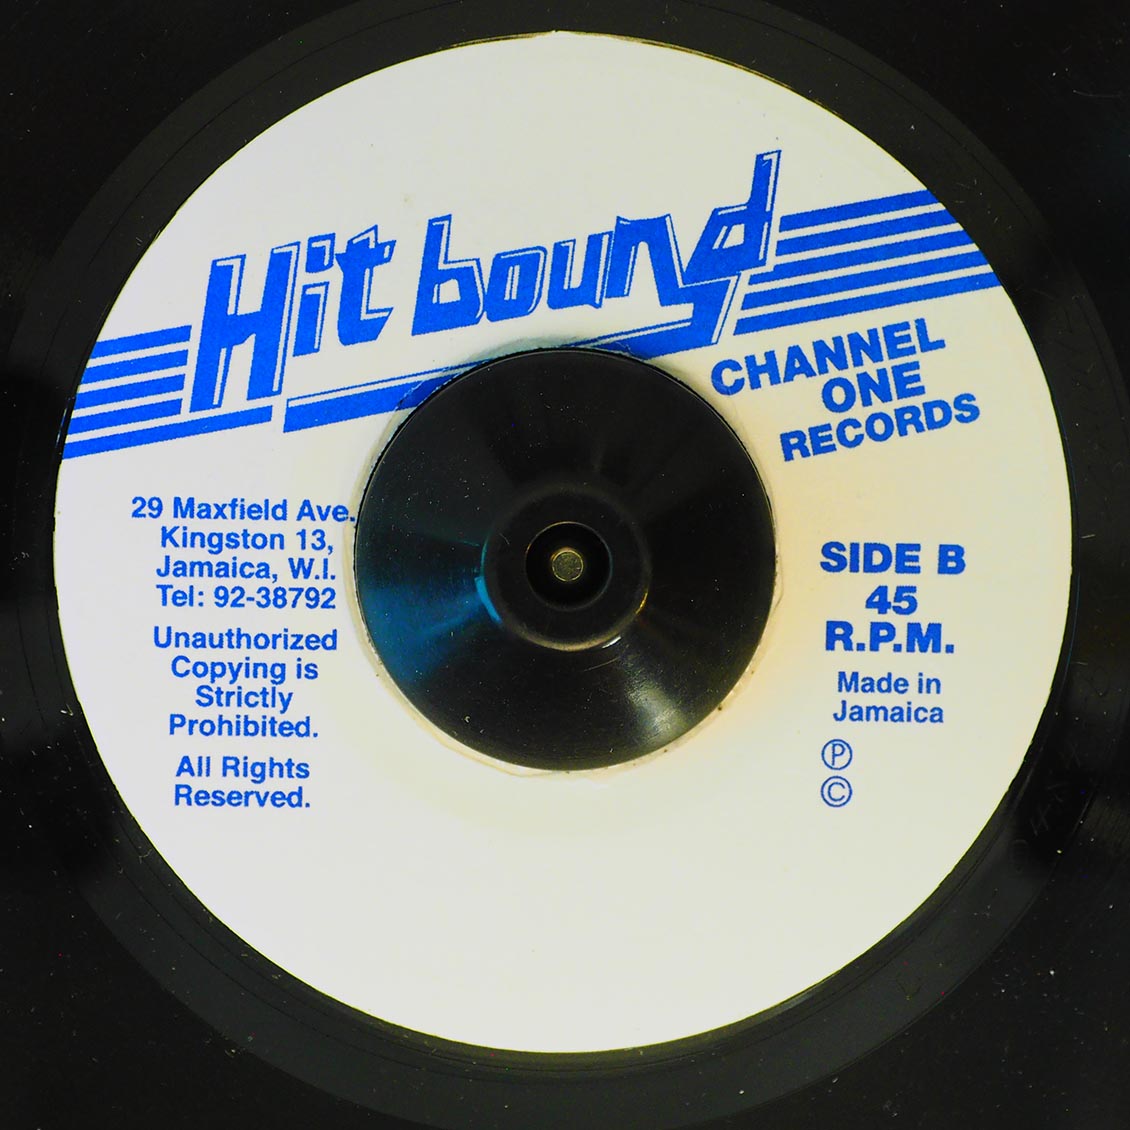 Hit bound
CHANNEL
ONE
RECORDS
29 Maxfield Ave.
Kingston 13,
Jamaica, W.I.
Tel: 92-38792
Unauthorized
Copying is
Strictly
Prohibited.
All Rights
Reserved.
SIDE B
45
R.P.M.
Made in
Jamaica
Ⓟ
©